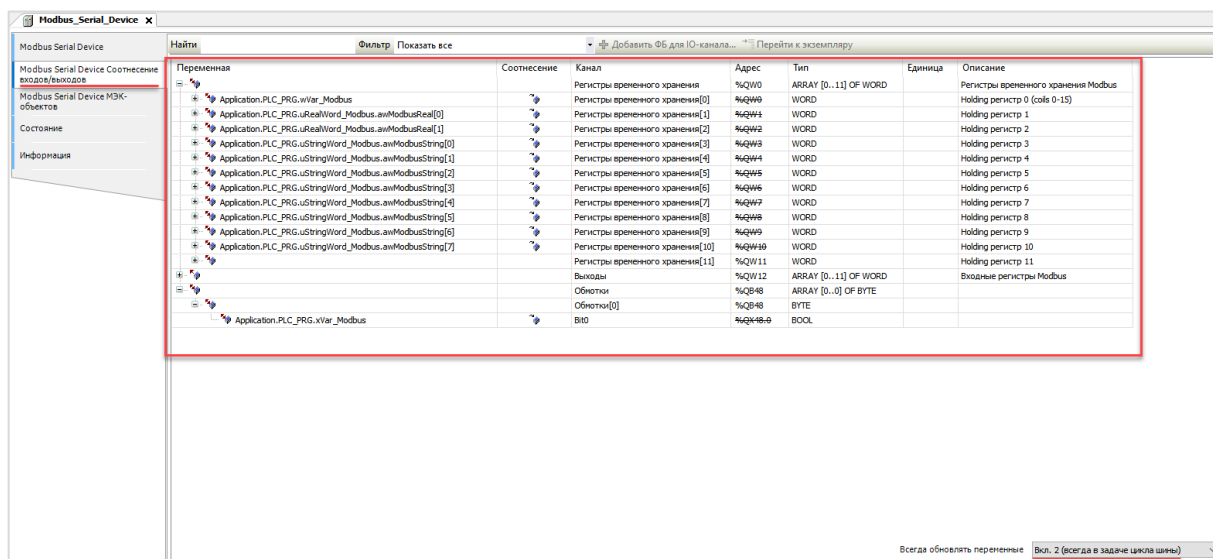 Modbus_Serial_Device X
Modbus Serial Device
Modbus Serial Device Соотнесение входов/выходов
Modbus Serial Device МЭК-объектов
Состояние
Информация
Найти Фильтр Показать все Добавить ФБ для IO-канала... Перейти к экземпляру
Переменная Соотнесение Канал Адрес Тип Единица Описание
Регистры временного хранения %QW0 ARRAY [0..11] OF WORD Регистры временного хранения Modbus
Application.PLC_PRG.wVar_Modbus Регистры временного хранения[0] %QW0 WORD Holding регистр 0 (coils 0-15)
Application.PLC_PRG.uRealWord_Modbus.awModbusReal[0] Регистры временного хранения[1] %QW1 WORD Holding регистр 1
Application.PLC_PRG.uRealWord_Modbus.awModbusReal[1] Регистры временного хранения[2] %QW2 WORD Holding регистр 2
Application.PLC_PRG.uStringWord_Modbus.awModbusString[0] Регистры временного хранения[3] %QW3 WORD Holding регистр 3
Application.PLC_PRG.uStringWord_Modbus.awModbusString[1] Регистры временного хранения[4] %QW4 WORD Holding регистр 4
Application.PLC_PRG.uStringWord_Modbus.awModbusString[2] Регистры временного хранения[5] %QW5 WORD Holding регистр 5
Application.PLC_PRG.uStringWord_Modbus.awModbusString[3] Регистры временного хранения[6] %QW6 WORD Holding регистр 6
Application.PLC_PRG.uStringWord_Modbus.awModbusString[4] Регистры временного хранения[7] %QW7 WORD Holding регистр 7
Application.PLC_PRG.uStringWord_Modbus.awModbusString[5] Регистры временного хранения[8] %QW8 WORD Holding регистр 8
Application.PLC_PRG.uStringWord_Modbus.awModbusString[6] Регистры временного хранения[9] %QW9 WORD Holding регистр 9
Application.PLC_PRG.uStringWord_Modbus.awModbusString[7] Регистры временного хранения[10] %QW10 WORD Holding регистр 10
Регистры временного хранения[11] %QW11 WORD Holding регистр 11
Выходы %QW12 ARRAY [0..11] OF WORD Входные регистры Modbus
Обмотки %QB48 ARRAY [0..0] OF BYTE
Обмотки[0] %QB48 BYTE
Application.PLC_PRG.xVar_Modbus Bit0 %QX48.0 BOOL
Всегда обновлять переменные Вкл. 2 (всегда в задаче цикла шины)